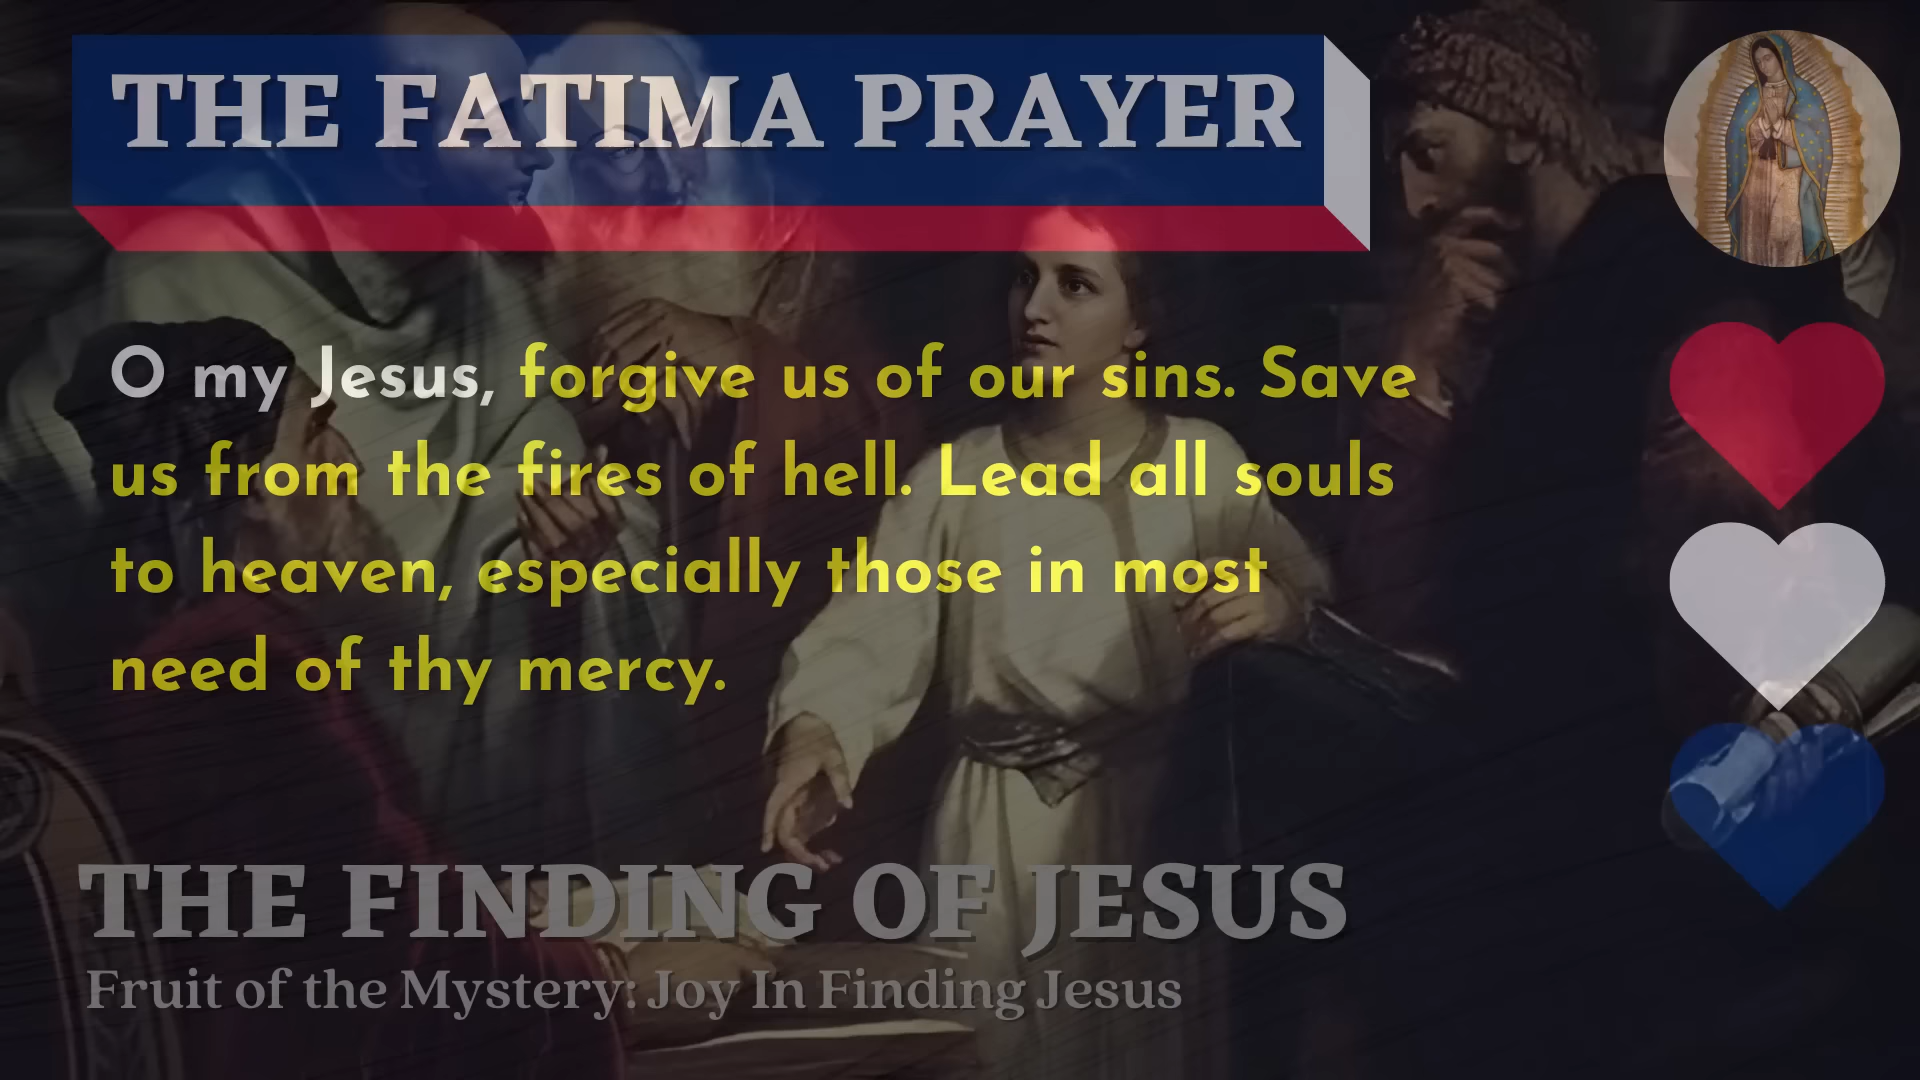 THE FATIMA PRAYER
O my Jesus, forgive us of our sins. Save
us from the fires of hell. Lead all souls
to heaven, especially those in most
need of thy mercy.
THE FINDING OF JESUS
Fruit of the Mystery: Joy In Finding Jesus